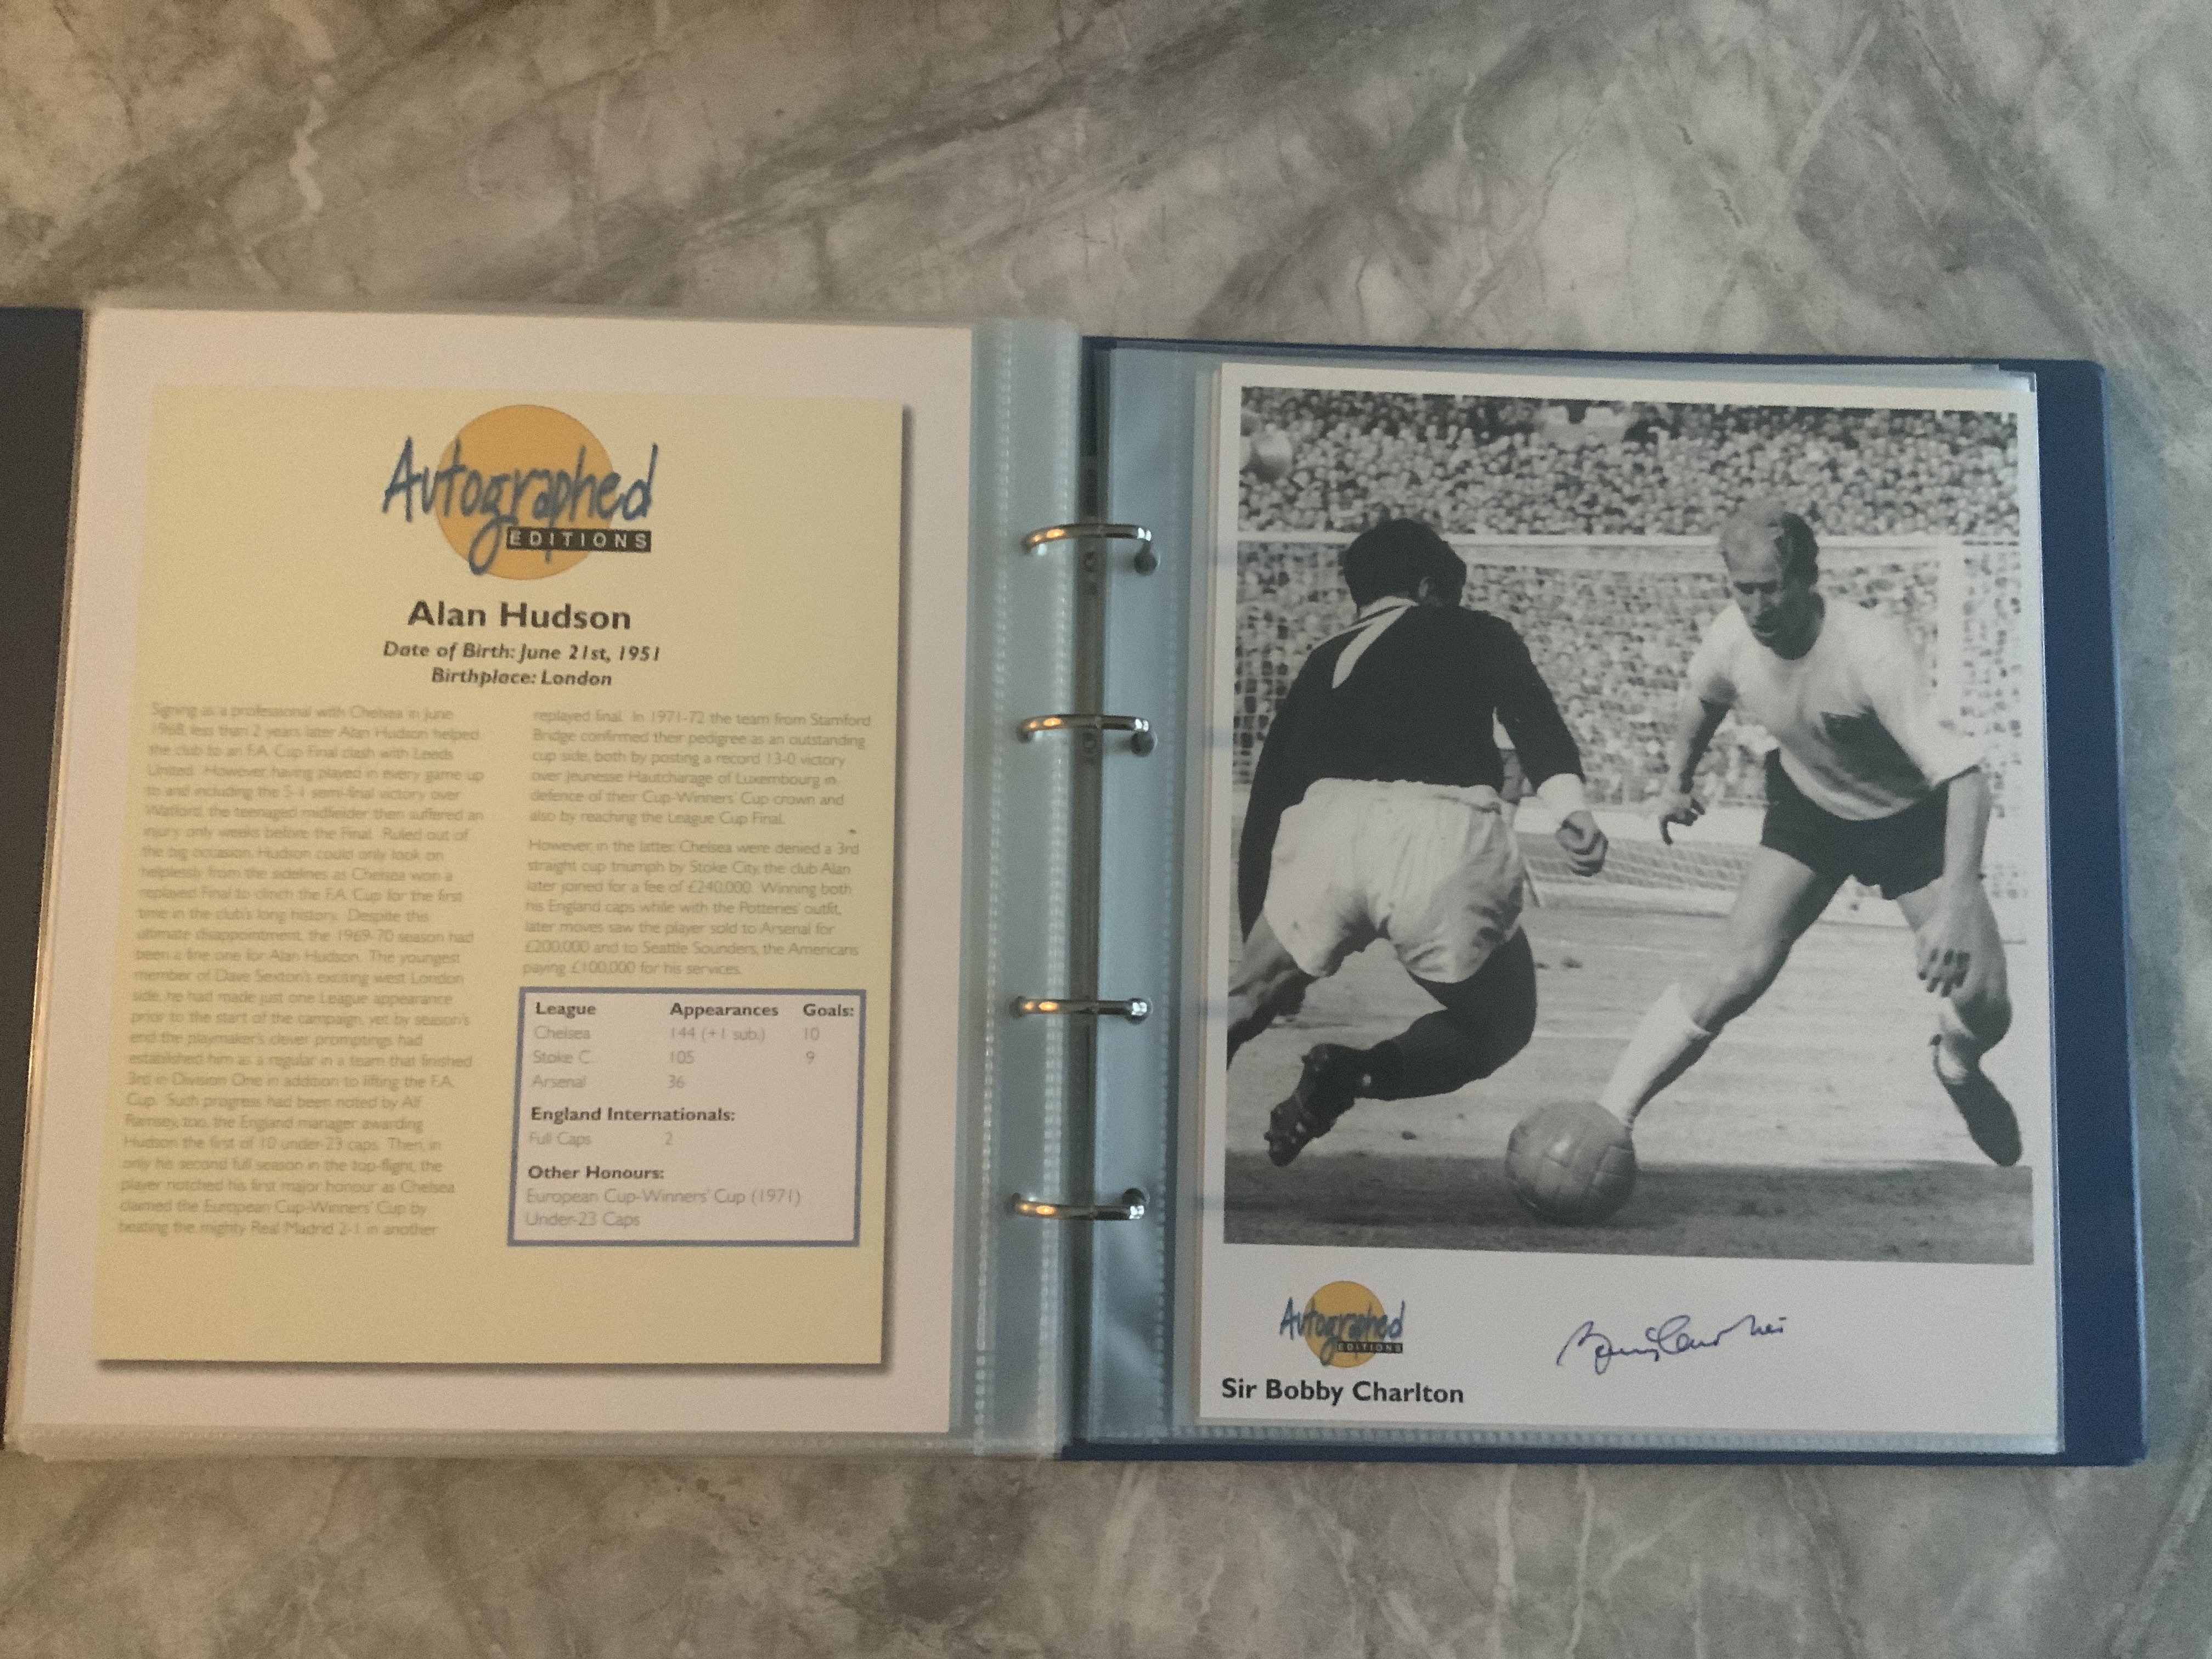 Autographed
EDITIONS
Alan Hudson
Date of Birth: June 21st, 1951
Birthplace: London
Signing as a professional with Chelsea in June
1968, less than 2 years later Alan Hudson helped
the club to an F.A. Cup Final clash with Leeds
United. However, having played in every game up
to and including the 5-1 semi-final victory over
Watford, the teenaged midfielder then suffered an
injury only weeks before the Final. Ruled out of
the big occasion, Hudson could only look on
helplessly from the sidelines as Chelsea won a
replayed Final to clinch the F.A. Cup for the first
time in the club's long history. Despite this
ultimate disappointment, the 1969-70 season had
been a fine one for Alan Hudson. The youngest
member of Dave Sexton's exciting west London
side, he had made just one League appearance
prior to the start of the campaign, yet by season's
end the playmaker's clever promptings had
established him as a regular in a team that finished
3rd in Division One in addition to lifting the F.A.
Cup. Such progress had been noted by Alf
Ramsey, too, the England manager awarding
Hudson the first of 10 under-23 caps. Then, in
only his second full season in the top-flight, the
player notched his first major honour as Chelsea
claimed the European Cup-Winners' Cup by
beating the mighty Real Madrid 2-1 in another
replayed final. In 1971-72 the team from Stamford
Bridge confirmed their pedigree as an outstanding
cup side, both by posting a record 13-0 victory
over Jeunesse Hautcharage of Luxembourg in
defence of their Cup-Winners' Cup crown and
also by reaching the League Cup Final.
However, in the latter, Chelsea were denied a 3rd
straight cup triumph by Stoke City, the club Alan
later joined for a fee of £240,000. Winning both
his England caps while with the Potteries' outfit,
later moves saw the player sold to Arsenal for
£200,000 and to Seattle Sounders, the Americans
paying £100,000 for his services.
League Appearances Goals:
Chelsea 144 (+1 sub.) 10
Stoke C. 105 9
Arsenal 36
England Internationals:
Full Caps 2
Other Honours:
European Cup-Winners' Cup (1971)
Under-23 Caps
Autographed
EDITIONS
Bobby Charlton
Sir Bobby Charlton